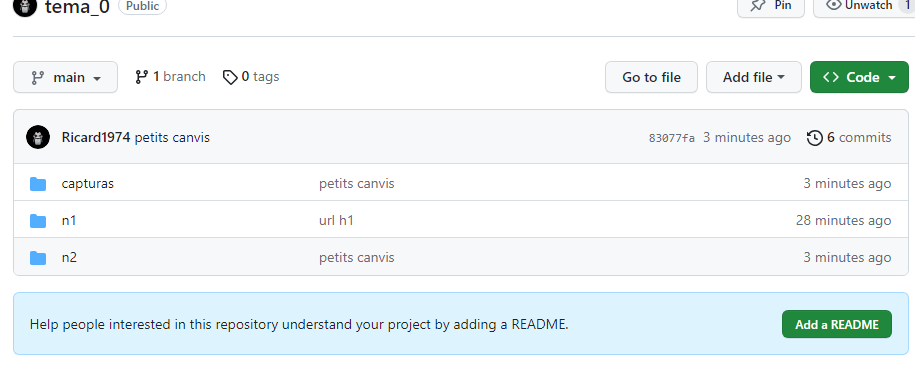 tema_0 Public Pin Unwatch 1
main 1 branch 0 tags Go to file Add file Code
Ricard1974 petits canvis 83077fa 3 minutes ago 6 commits
capturas petits canvis 3 minutes ago
n1 url h1 28 minutes ago
n2 petits canvis 3 minutes ago
Help people interested in this repository understand your project by adding a README. Add a README